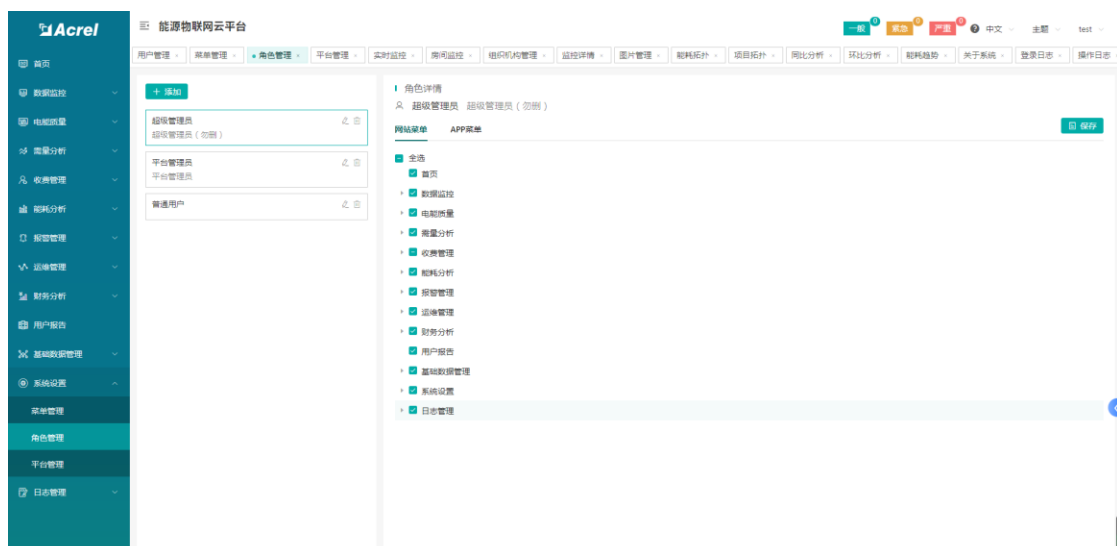 Acrel
能源物联网云平台
一般 0 紧急 0 严重 0 中文 主题 test
用户管理 菜单管理 角色管理 平台管理 实时监控 房间监控 组织机构管理 监控详情 图片管理 能耗拓扑 项目拓扑 同比分析 环比分析 能耗趋势 关于系统 登录日志 操作日志
首页
数据监控
电能质量
需量分析
收费管理
能耗分析
报警管理
运维管理
财务分析
用户报告
基础数据管理
系统设置
菜单管理
角色管理
平台管理
日志管理
+ 添加
超级管理员
超级管理员（勿删）
平台管理员
平台管理员
普通用户
角色详情
超级管理员 超级管理员（勿删）
网站菜单 APP菜单
保存
全选
首页
数据监控
电能质量
需量分析
收费管理
能耗分析
报警管理
运维管理
财务分析
用户报告
基础数据管理
系统设置
日志管理